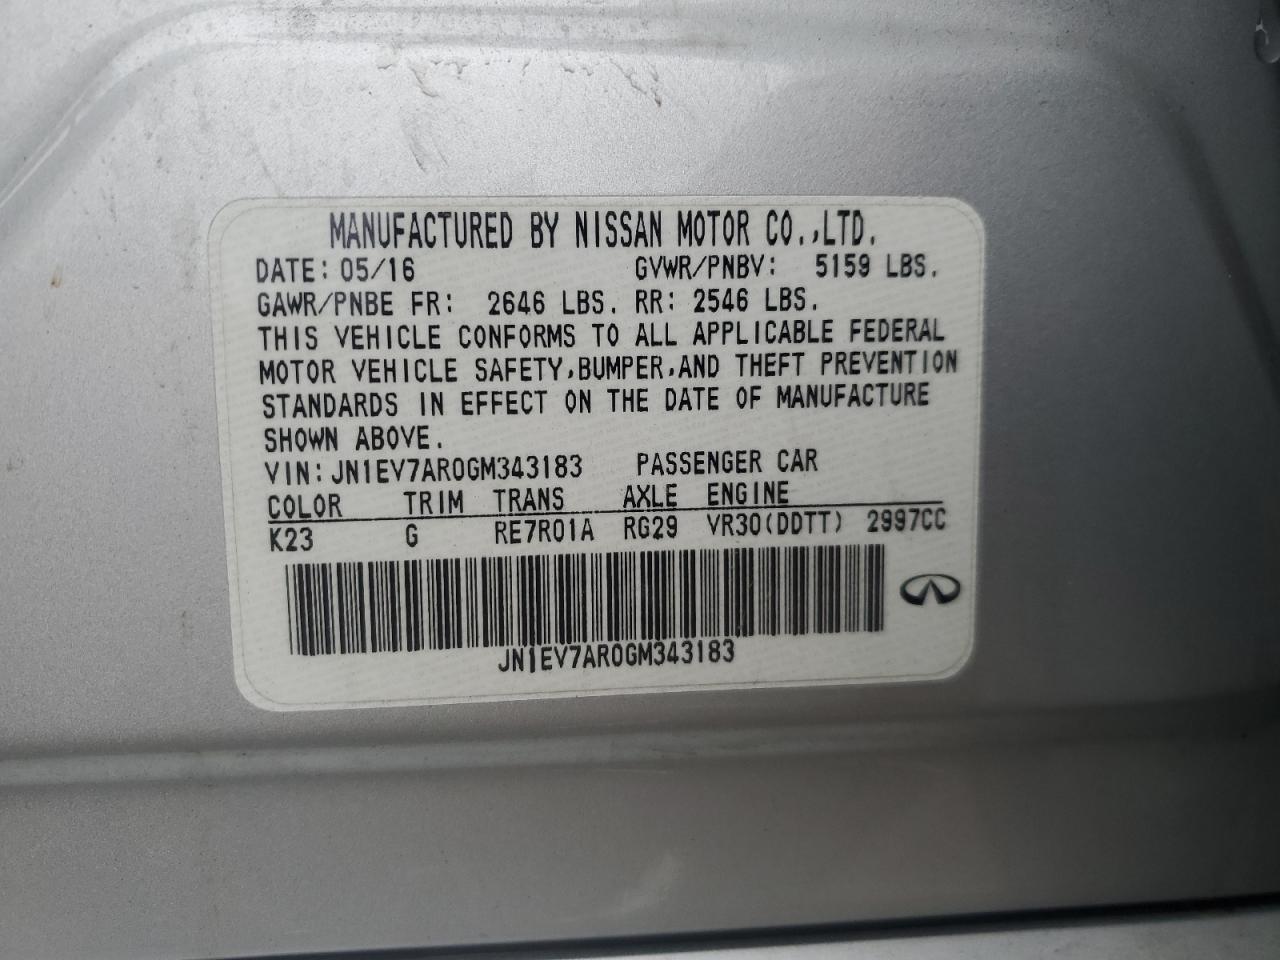 MANUFACTURED BY NISSAN MOTOR CO.,LTD.
DATE: 05/16 GVWR/PNBV: 5159 LBS.
GAWR/PNBE FR: 2646 LBS. RR: 2546 LBS.
THIS VEHICLE CONFORMS TO ALL APPLICABLE FEDERAL
MOTOR VEHICLE SAFETY,BUMPER,AND THEFT PREVENTION
STANDARDS IN EFFECT ON THE DATE OF MANUFACTURE
SHOWN ABOVE.
VIN: JN1EV7AR0GM343183 PASSENGER CAR
COLOR TRIM TRANS AXLE ENGINE
K23 G RE7R01A RG29 VR30(DDTT) 2997CC
JN1EV7AR0GM343183